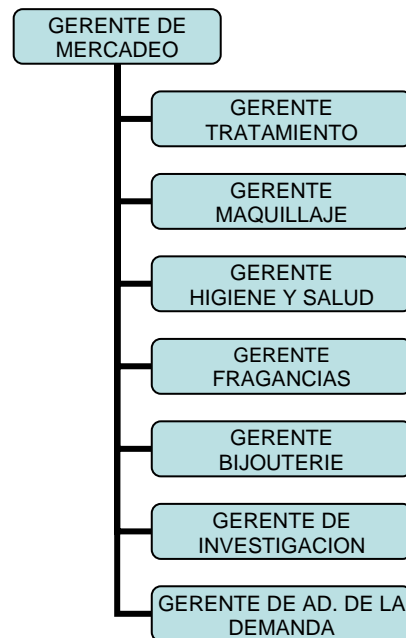 GERENTE DE
MERCADEO
GERENTE
TRATAMIENTO
GERENTE
MAQUILLAJE
GERENTE
HIGIENE Y SALUD
GERENTE
FRAGANCIAS
GERENTE
BIJOUTERIE
GERENTE DE
INVESTIGACION
GERENTE DE AD. DE LA
DEMANDA